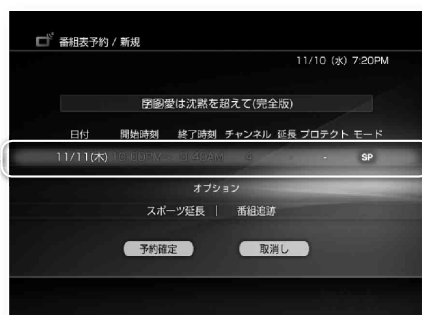 番組表予約 / 新規
11/10 (水) 7:20PM
愛は沈黙を超えて(完全版)
日付 開始時刻 終了時刻 チャンネル 延長 プロテクト モード
11/11(木) - - SP
オプション
スポーツ延長 | 番組追跡
予約確定 取消し